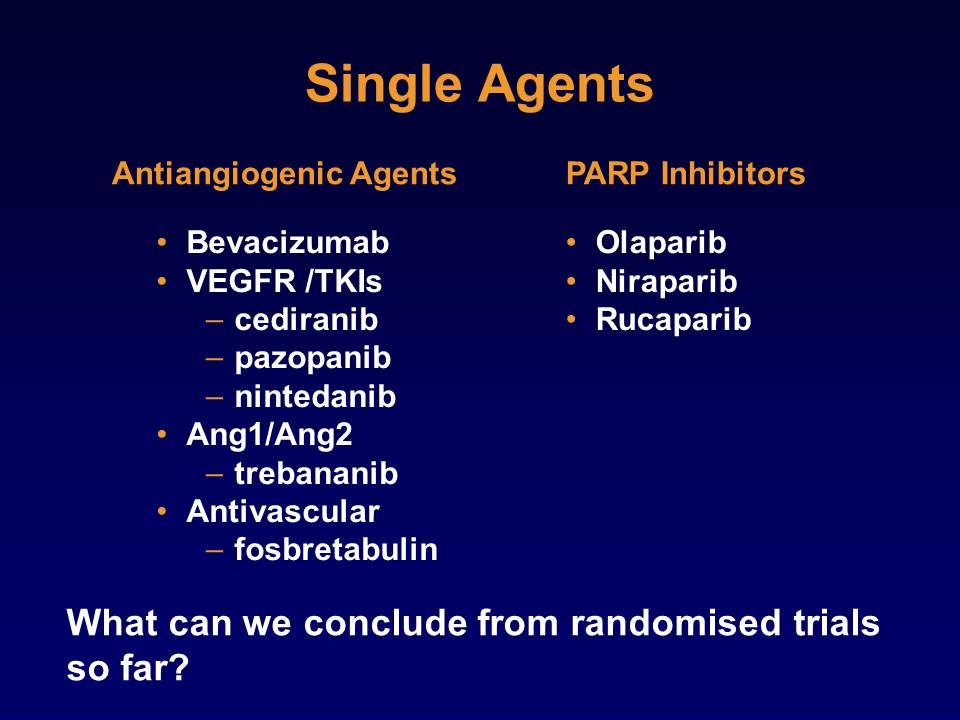 Single Agents
Antiangiogenic Agents
• Bevacizumab
• VEGFR /TKIs
– cediranib
– pazopanib
– nintedanib
• Ang1/Ang2
– trebananib
• Antivascular
– fosbretabulin
PARP Inhibitors
• Olaparib
• Niraparib
• Rucaparib
What can we conclude from randomised trials
so far?